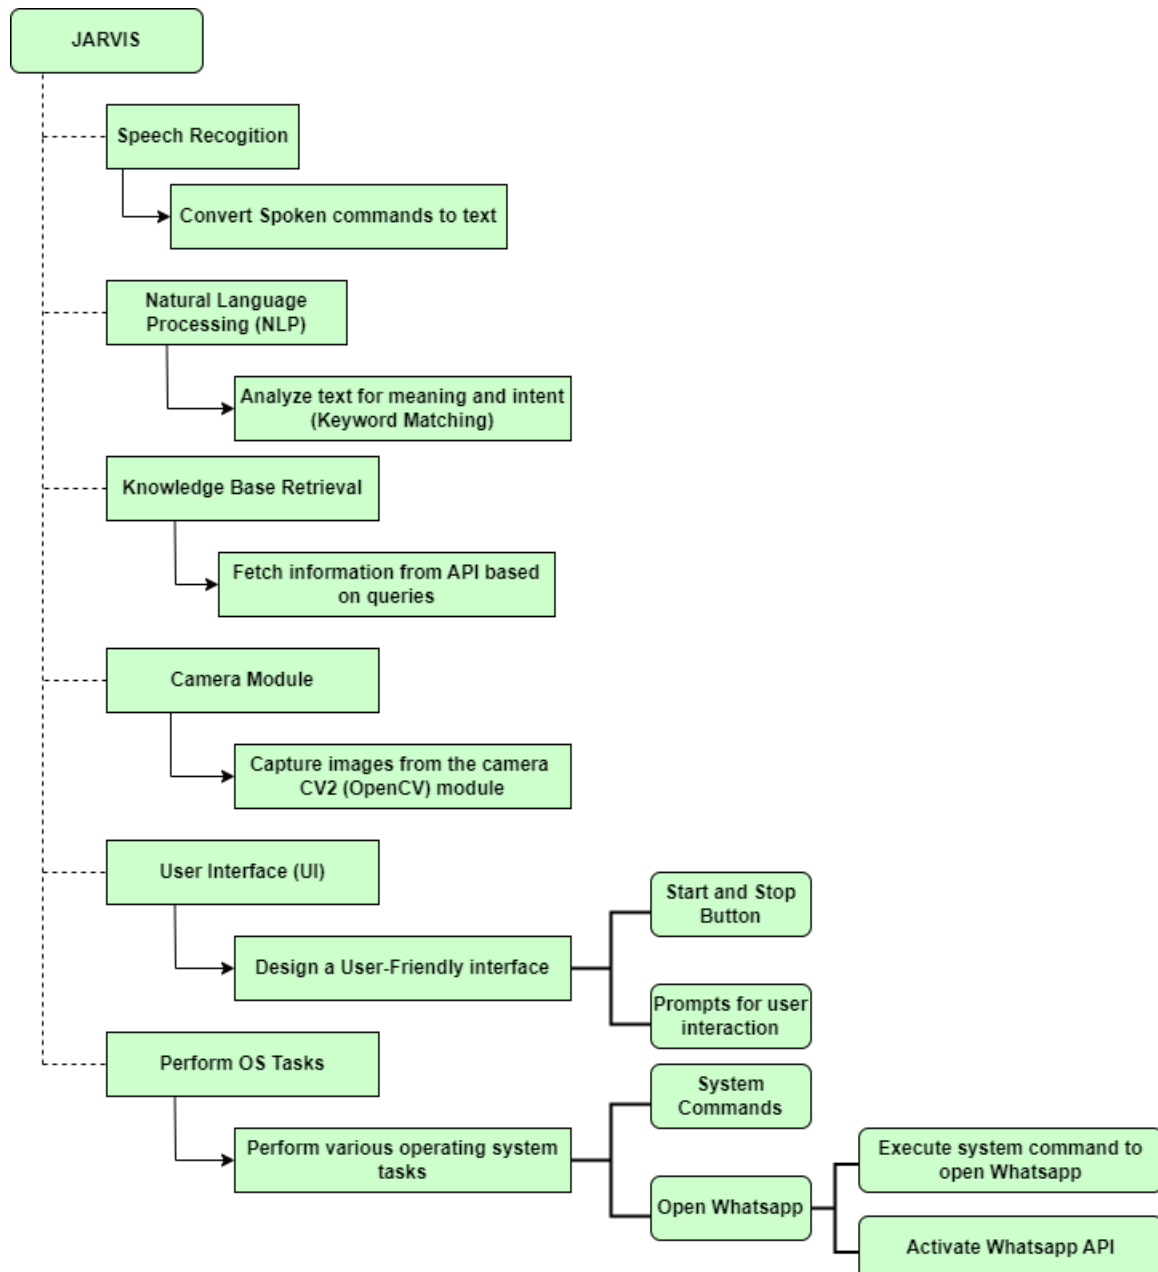 JARVIS
Speech Recogition
Convert Spoken commands to text
Natural Language
Processing (NLP)
Analyze text for meaning and intent
(Keyword Matching)
Knowledge Base Retrieval
Fetch information from API based
on queries
Camera Module
Capture images from the camera
CV2 (OpenCV) module
User Interface (UI)
Design a User-Friendly interface
Start and Stop
Button
Prompts for user
interaction
Perform OS Tasks
Perform various operating system
tasks
System
Commands
Open Whatsapp
Execute system command to
open Whatsapp
Activate Whatsapp API